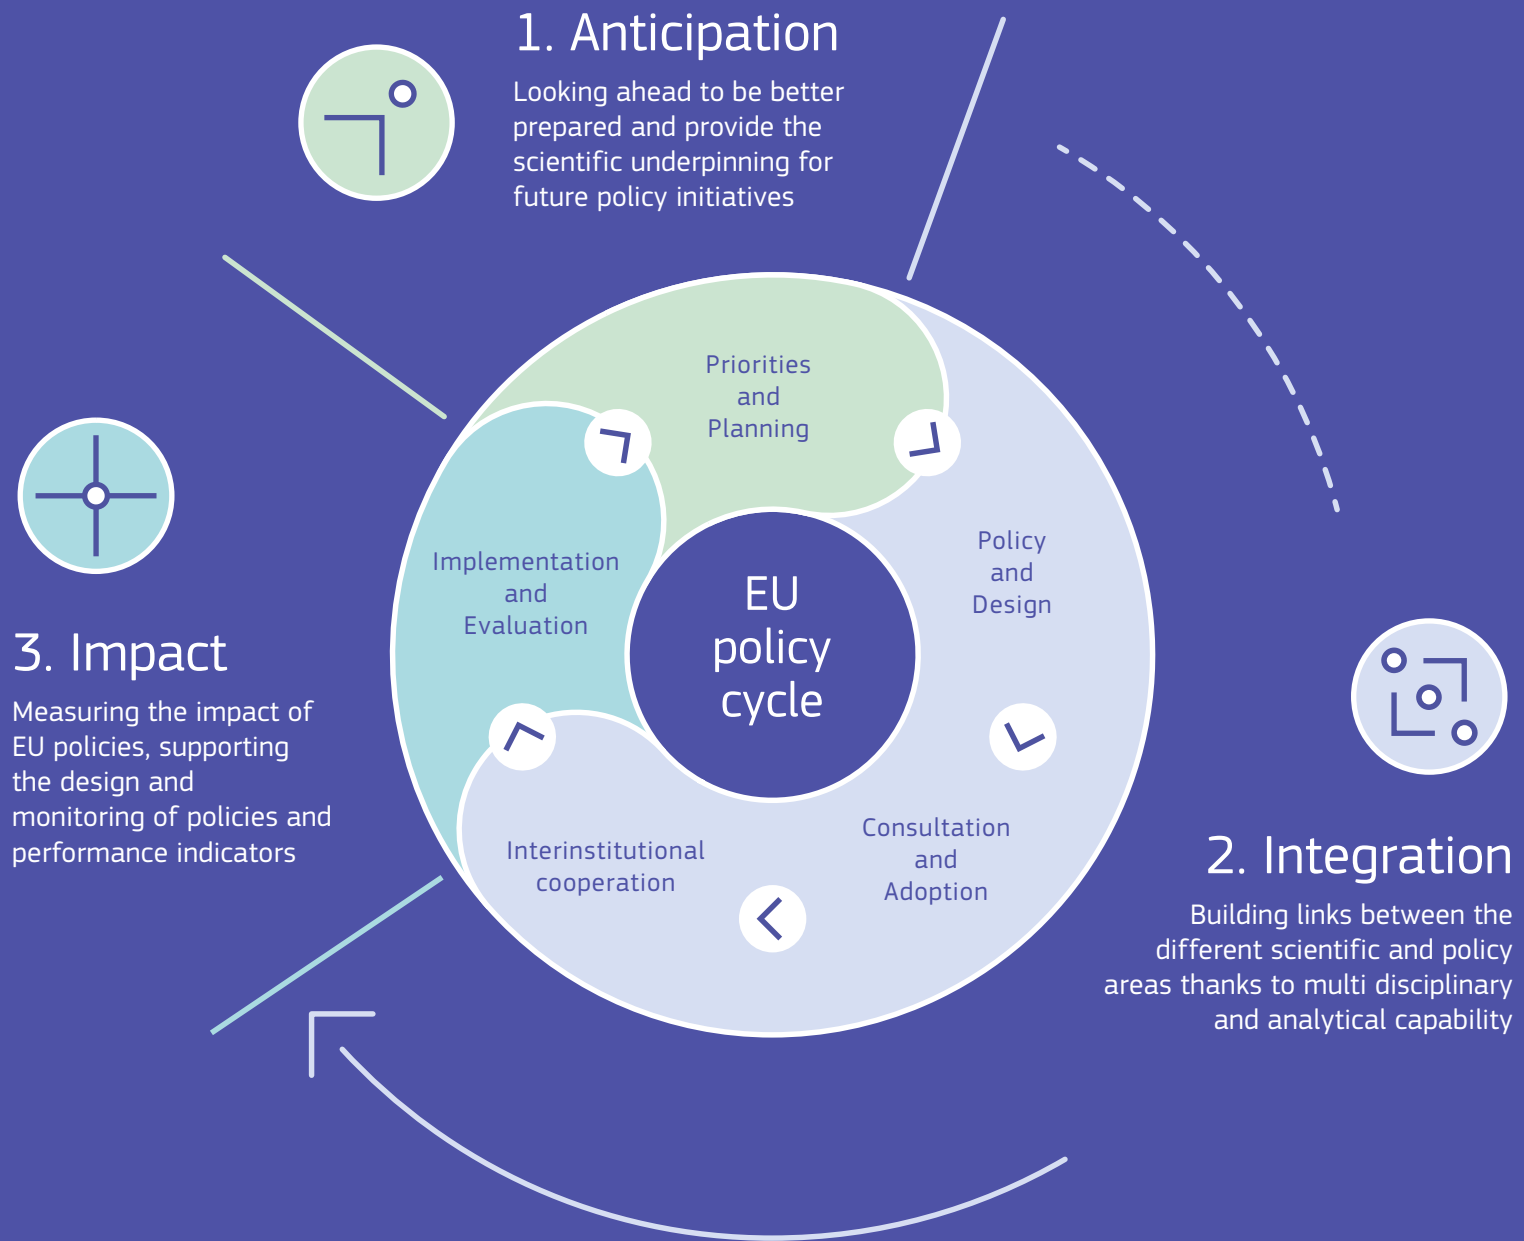 1. Anticipation
Looking ahead to be better
prepared and provide the
scientific underpinning for
future policy initiatives
Priorities
and
Planning
Policy
and
Design
Implementation
and
Evaluation
EU
policy
cycle
Consultation
and
Adoption
Interinstitutional
cooperation
3. Impact
Measuring the impact of
EU policies, supporting
the design and
monitoring of policies and
performance indicators
2. Integration
Building links between the
different scientific and policy
areas thanks to multi disciplinary
and analytical capability